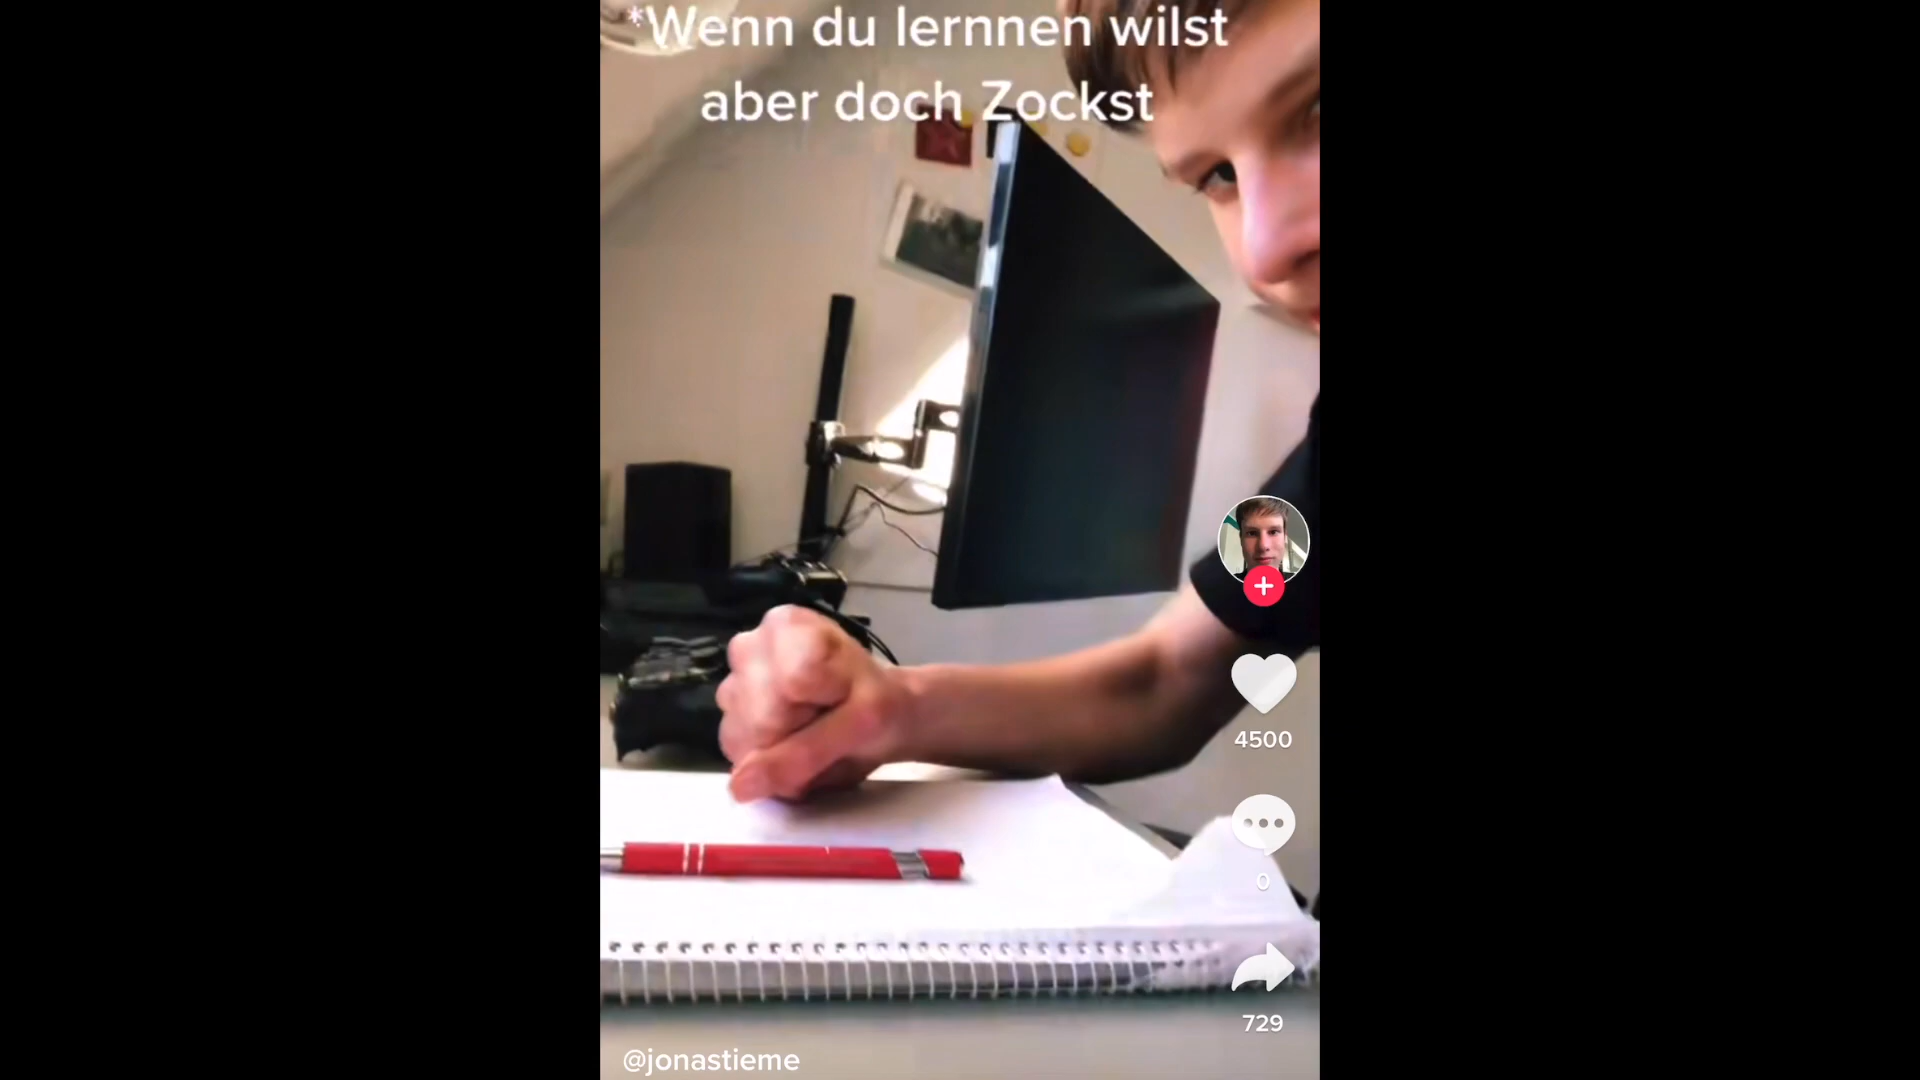 *Wenn du lernnen wilst
aber doch Zockst
4500
0
729
@jonastieme